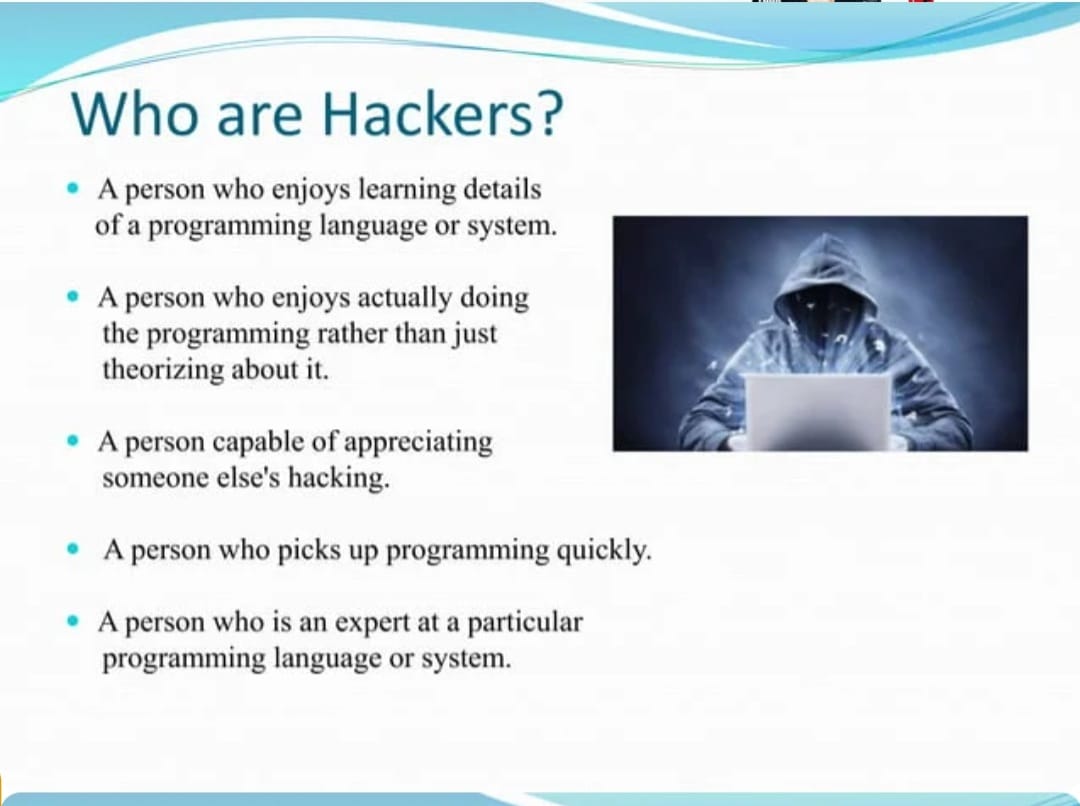 Who are Hackers?
• A person who enjoys learning details
of a programming language or system.
• A person who enjoys actually doing
the programming rather than just
theorizing about it.
• A person capable of appreciating
someone else's hacking.
• A person who picks up programming quickly.
• A person who is an expert at a particular
programming language or system.